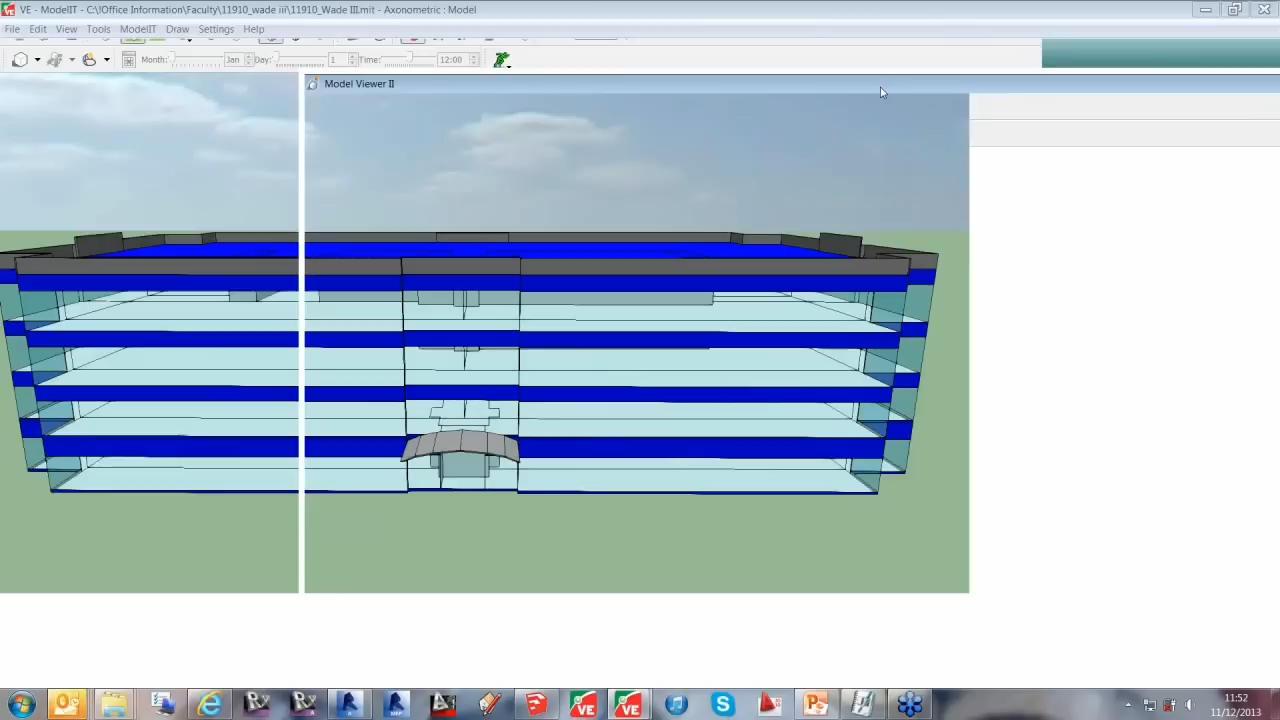 VE - ModelIT - C:\Office Information\Faculty\11910_wade iii\11910_Wade III.mit - Axonometric : Model
File Edit View Tools ModelIT Draw Settings Help
Month: Jan Day: 1 Time: 12:00
Model Viewer II
11:52
11/12/2013